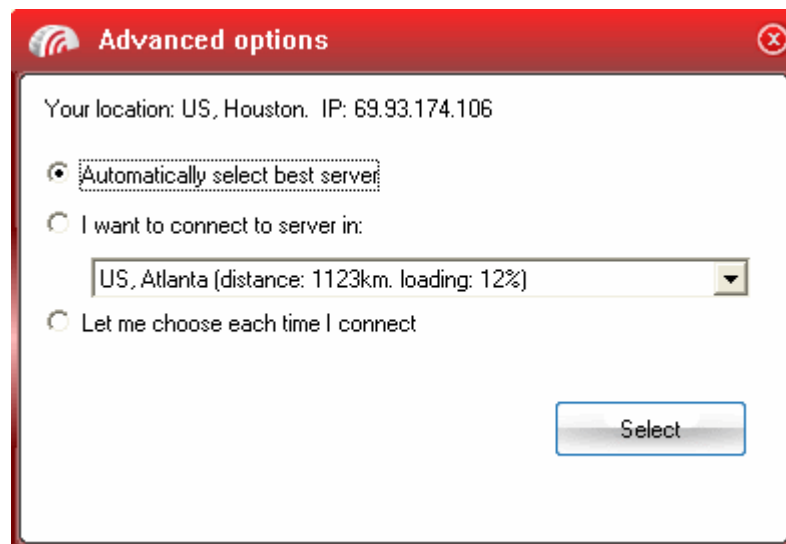 Advanced options
Your location: US, Houston.  IP: 69.93.174.106
Automatically select best server
I want to connect to server in:
US, Atlanta (distance: 1123km. loading: 12%)
Let me choose each time I connect
Select